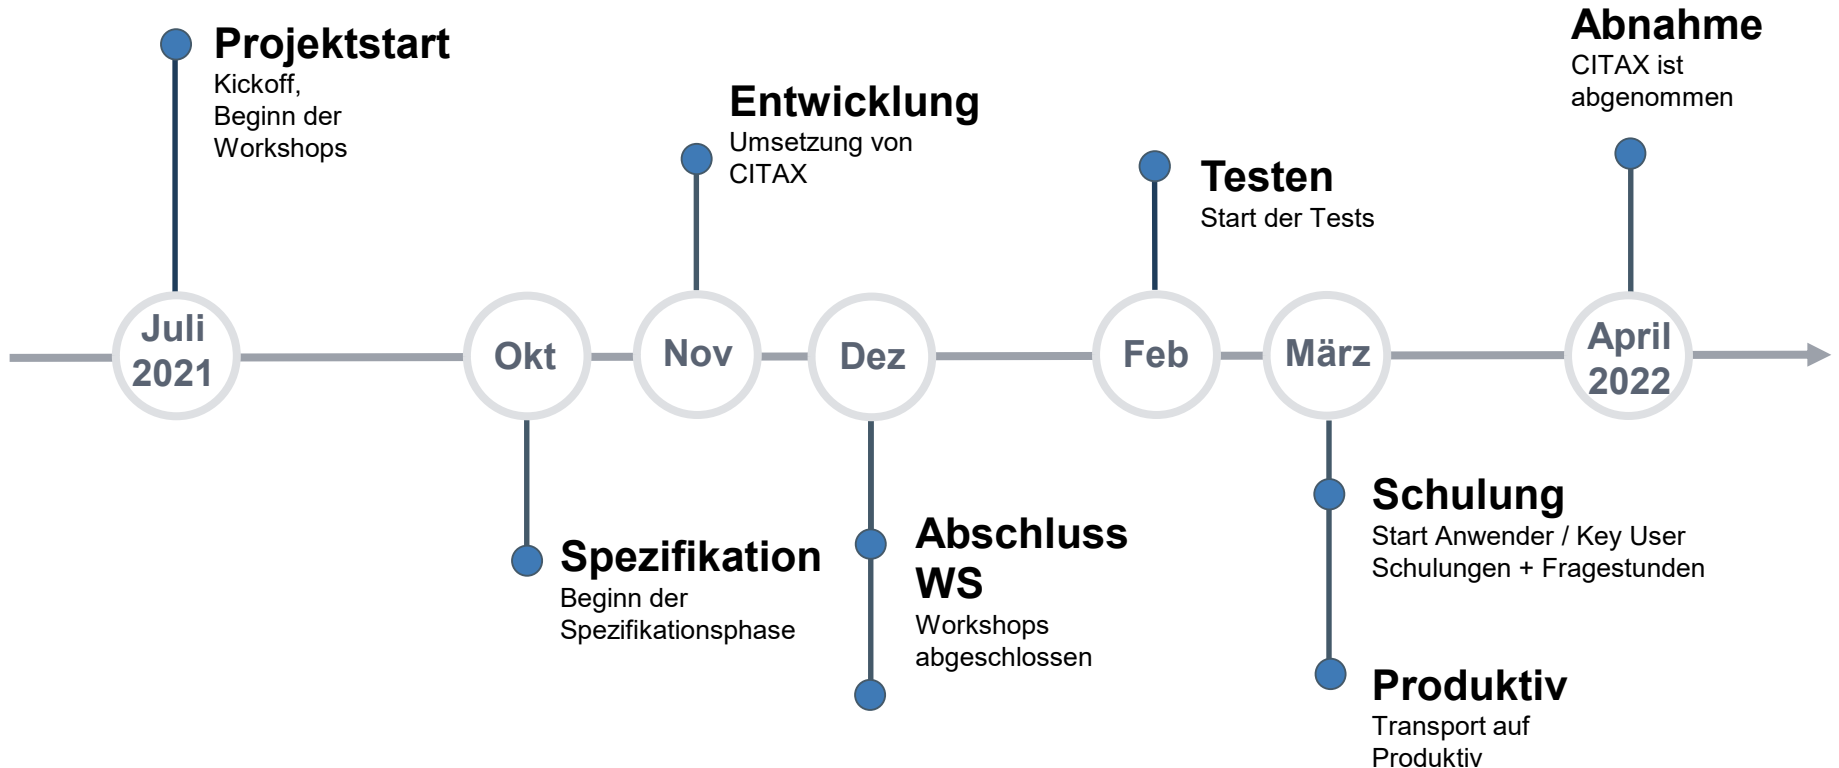 Projektstart
Kickoff,
Beginn der
Workshops
Entwicklung
Umsetzung von
CITAX
Testen
Start der Tests
Abnahme
CITAX ist
abgenommen
Juli
2021
Okt
Nov
Dez
Feb
März
April
2022
Spezifikation
Beginn der
Spezifikationsphase
Abschluss
WS
Workshops
abgeschlossen
Schulung
Start Anwender / Key User
Schulungen + Fragestunden
Produktiv
Transport auf
Produktiv